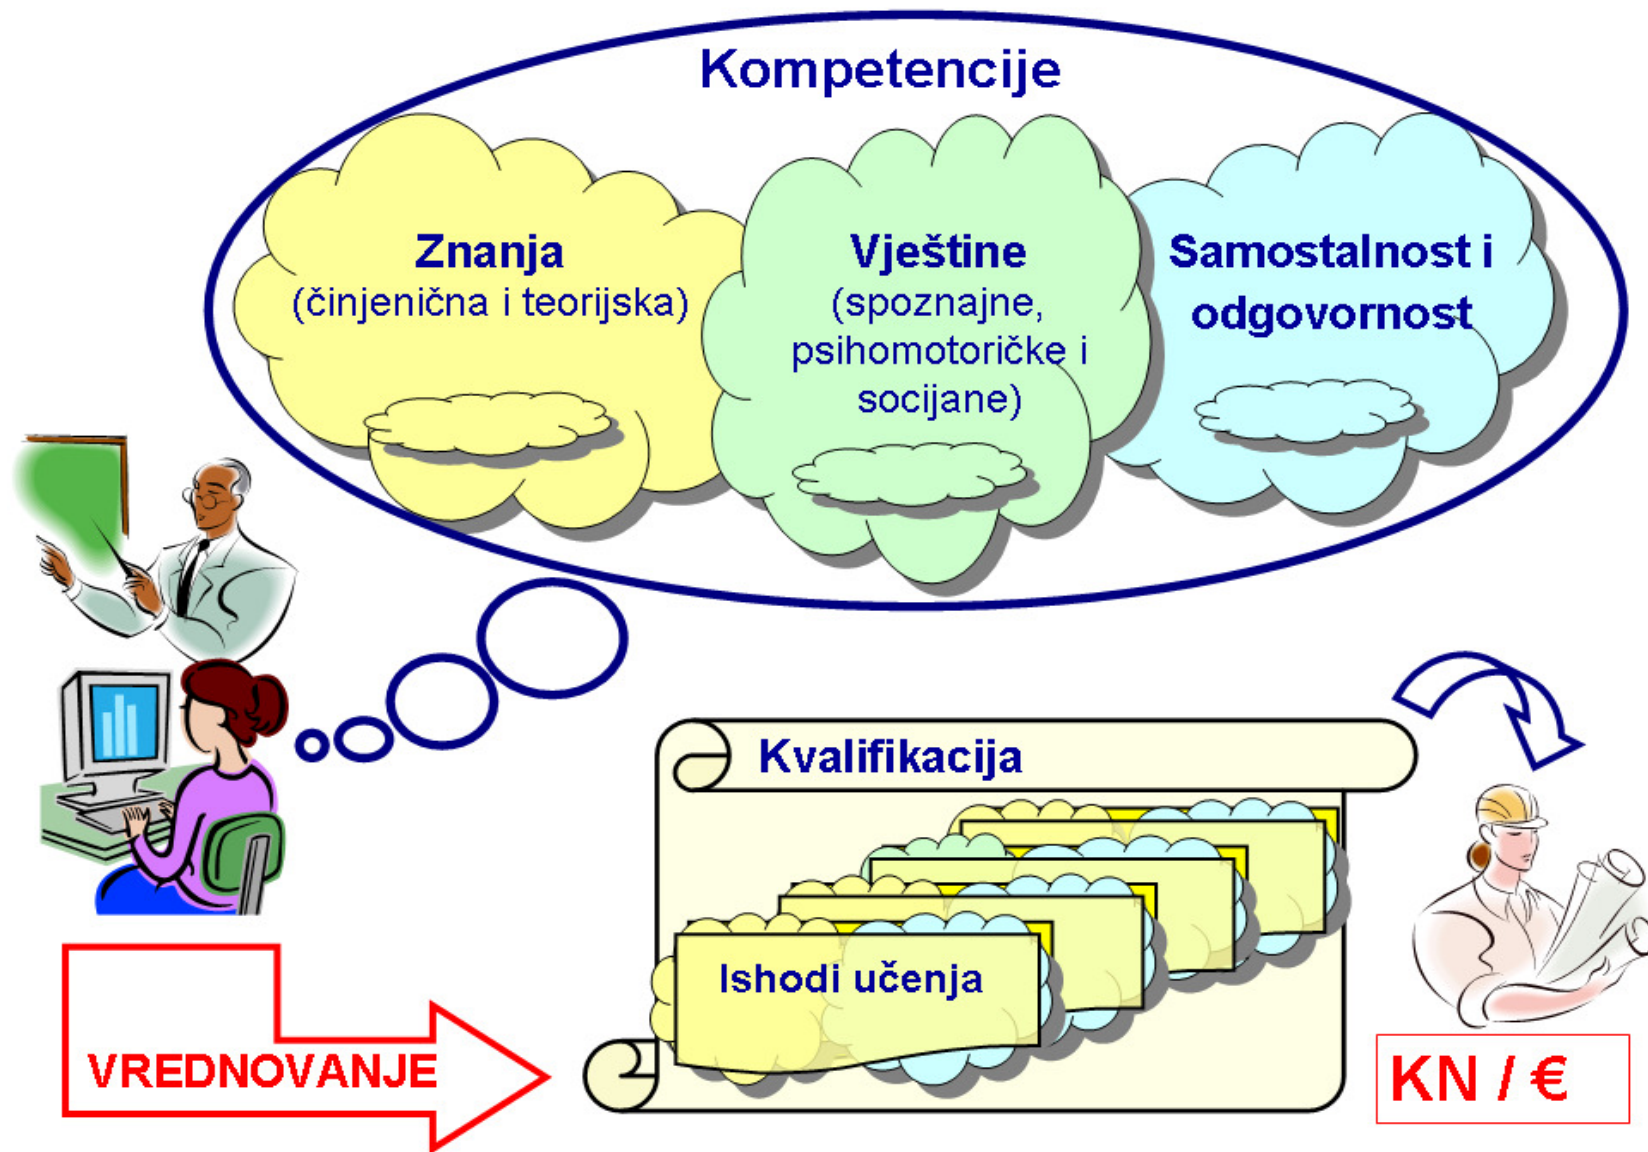 Kompetencije
Znanja
(činjenična i teorijska)
Vještine
(spoznajne,
psihomotoričke i
socijane)
Samostalnost i
odgovornost
Kvalifikacija
Ishodi učenja
VREDNOVANJE
KN / €